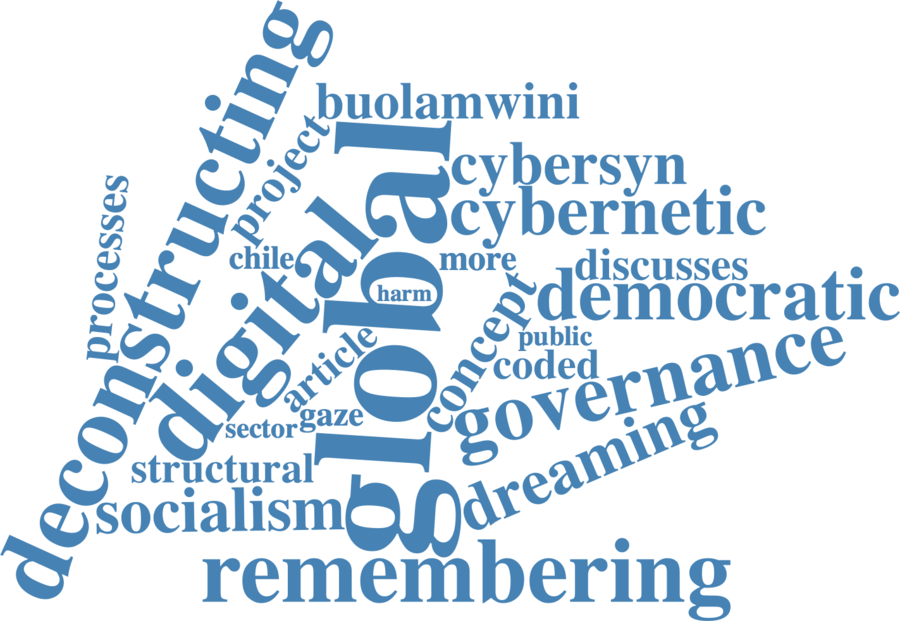 deconstructing
buolamwini
project
global
cybersyn
processes
cybernetic
digital
chile
more
discusses
harm
democratic
concept
public
article
coded
governance
gaze
sector
dreaming
structural
socialism
remembering